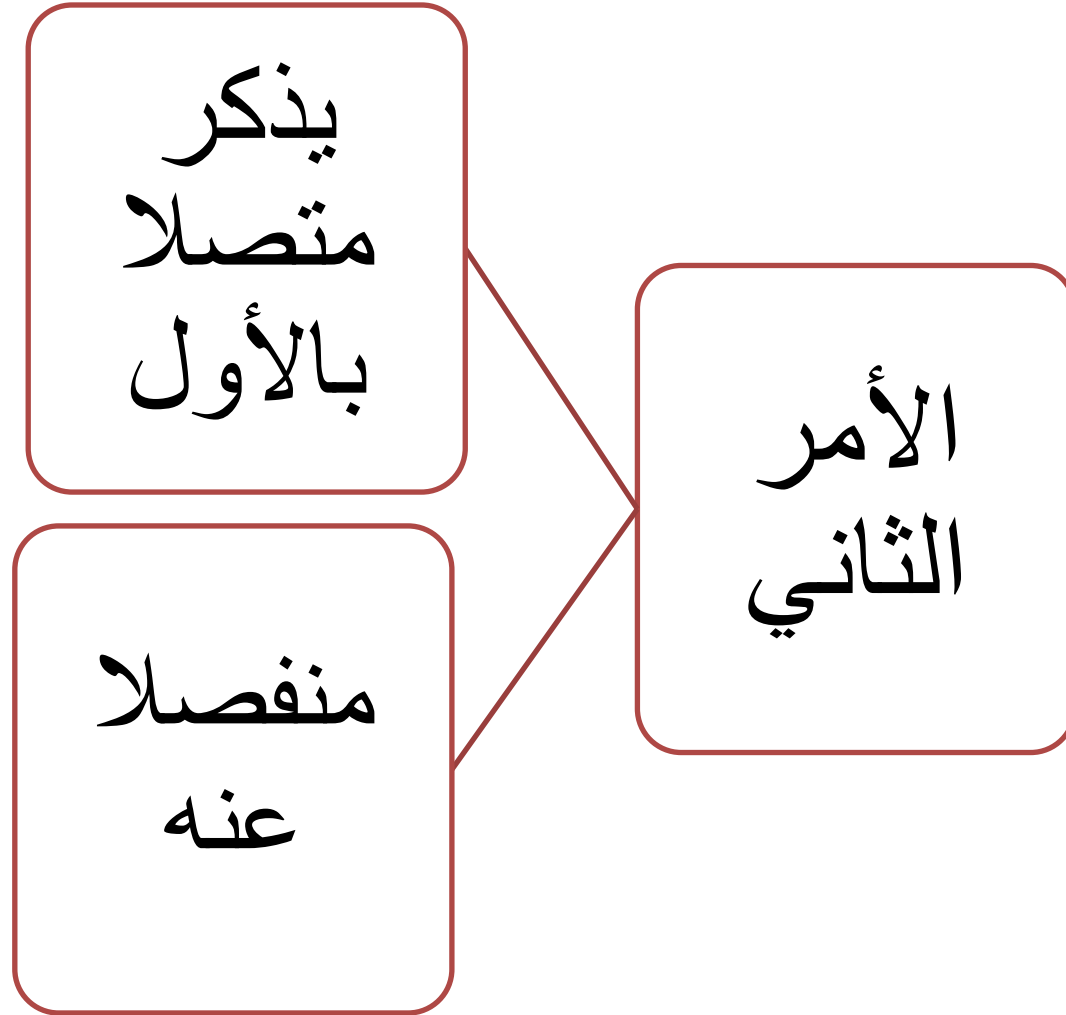 الأمر
الثاني
يذكر
متصلا
بالأول
منفصلا
عنه